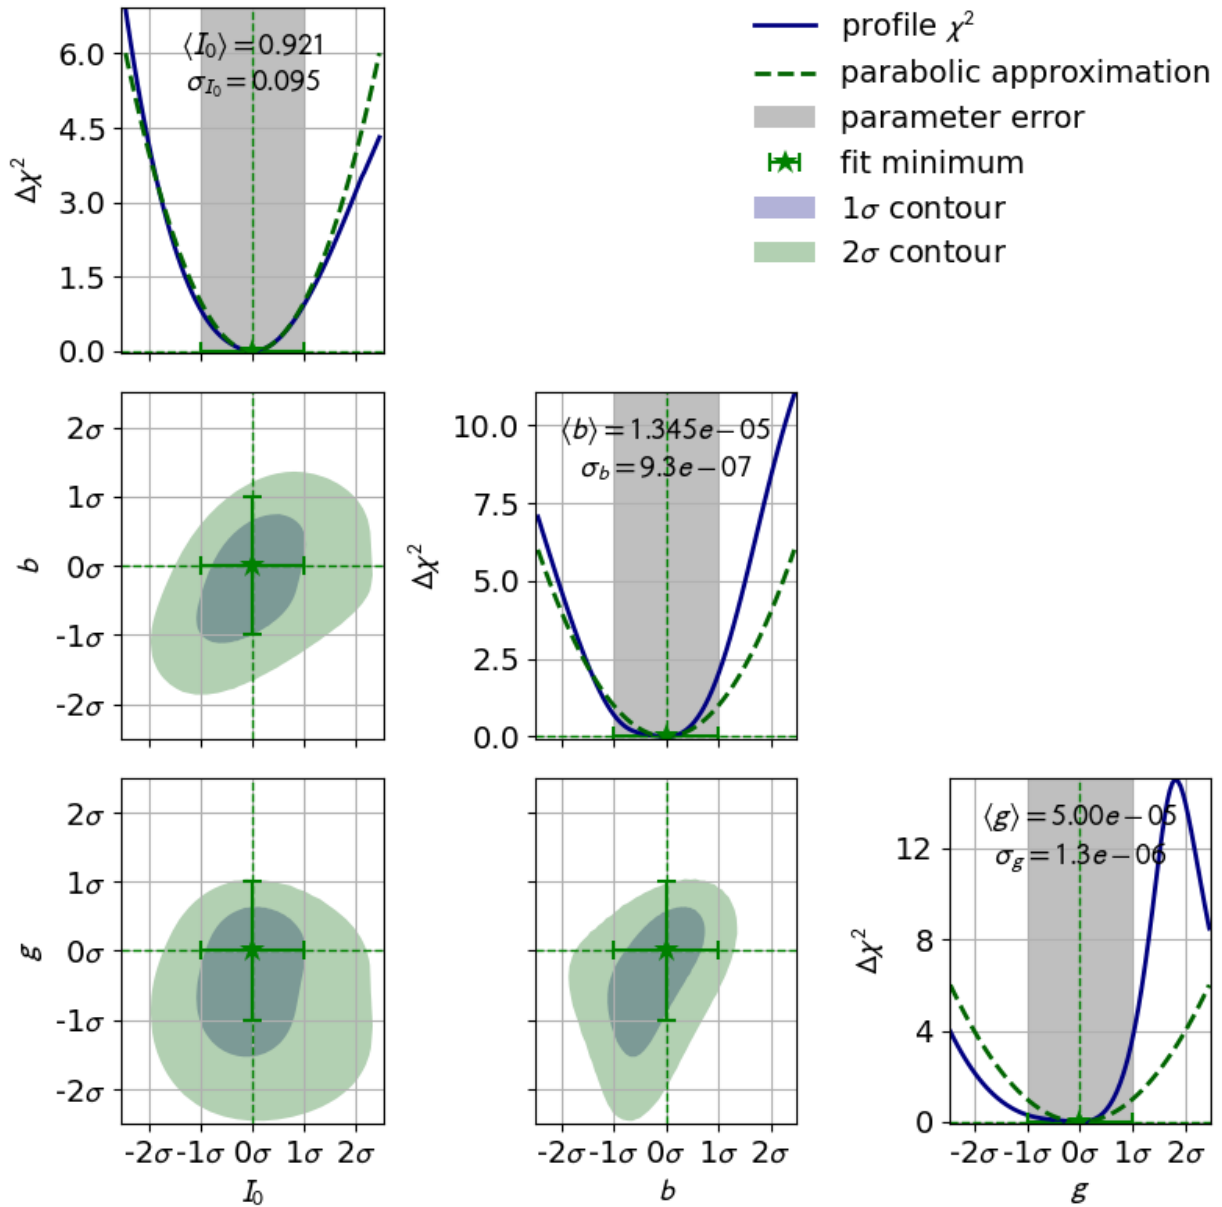 profile χ²
parabolic approximation
parameter error
fit minimum
1σ contour
2σ contour
⟨I₀⟩ = 0.921
σ_I₀ = 0.095
Δχ²
6.0
4.5
3.0
1.5
0.0
b
2σ
1σ
0σ
-1σ
-2σ
⟨b⟩ = 1.345e−05
σ_b = 9.3e−07
Δχ²
10.0
7.5
5.0
2.5
0.0
g
2σ
1σ
0σ
-1σ
-2σ
⟨g⟩ = 5.00e−05
σ_g = 1.3e−06
Δχ²
12
8
4
0
-2σ -1σ 0σ 1σ 2σ
I₀
-2σ -1σ 0σ 1σ 2σ
b
-2σ -1σ 0σ 1σ 2σ
g